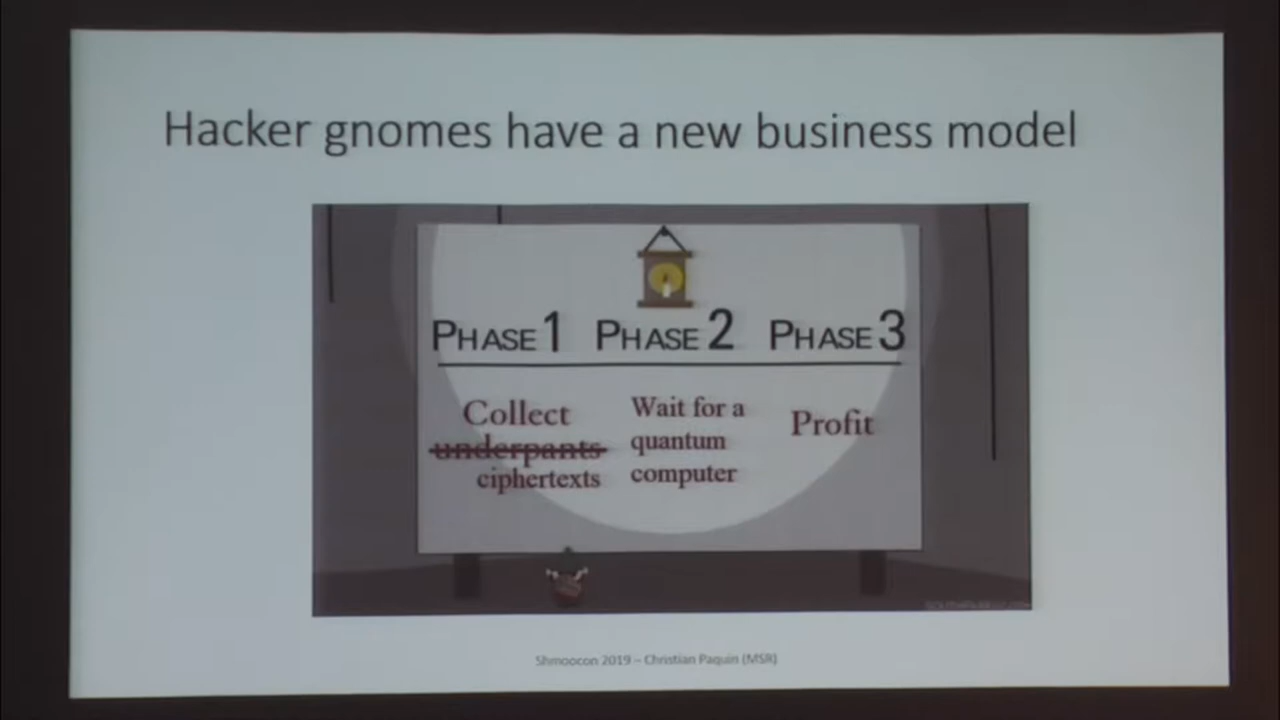 Hacker gnomes have a new business model
PHASE 1 PHASE 2 PHASE 3
Collect
underpants
ciphertexts
Wait for a
quantum
computer
Profit
Shmoocon 2019 – Christian Paquin (MSR)